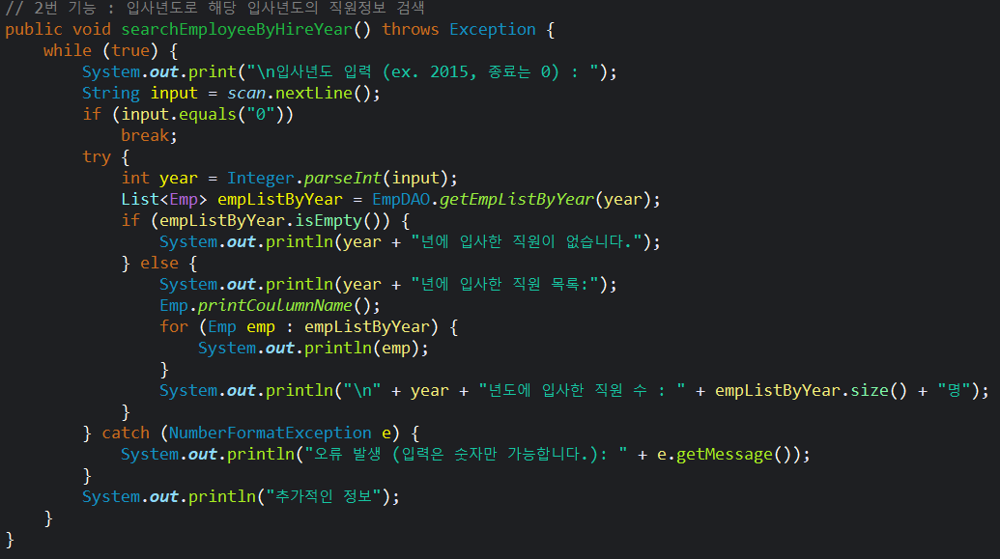 // 2번 기능 : 입사년도로 해당 입사년도의 직원정보 검색
public void searchEmployeeByHireYear() throws Exception {
    while (true) {
        System.out.print("\n입사년도 입력 (ex. 2015, 종료는 0) : ");
        String input = scan.nextLine();
        if (input.equals("0"))
            break;
        try {
            int year = Integer.parseInt(input);
            List<Emp> empListByYear = EmpDAO.getEmpListByYear(year);
            if (empListByYear.isEmpty()) {
                System.out.println(year + "년에 입사한 직원이 없습니다.");
            } else {
                System.out.println(year + "년에 입사한 직원 목록:");
                Emp.printCoulumnName();
                for (Emp emp : empListByYear) {
                    System.out.println(emp);
                }
                System.out.println("\n" + year + "년도에 입사한 직원 수 : " + empListByYear.size() + "명");
            }
        } catch (NumberFormatException e) {
            System.out.println("오류 발생 (입력은 숫자만 가능합니다.): " + e.getMessage());
        }
        System.out.println("추가적인 정보");
    }
}